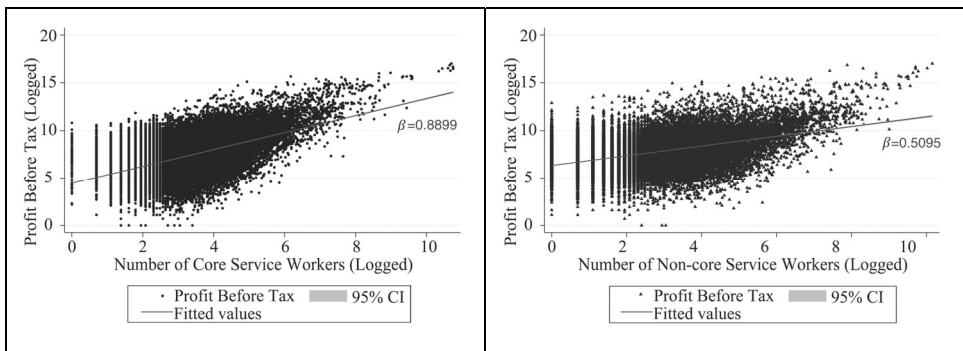 20
15
10
5
0
Profit Before Tax (Logged)
β=0.8899
0 2 4 6 8 10
Number of Core Service Workers (Logged)
Profit Before Tax 95% CI
Fitted values
20
15
10
5
0
Profit Before Tax (Logged)
β=0.5095
0 2 4 6 8 10
Number of Non-core Service Workers (Logged)
Profit Before Tax 95% CI
Fitted values